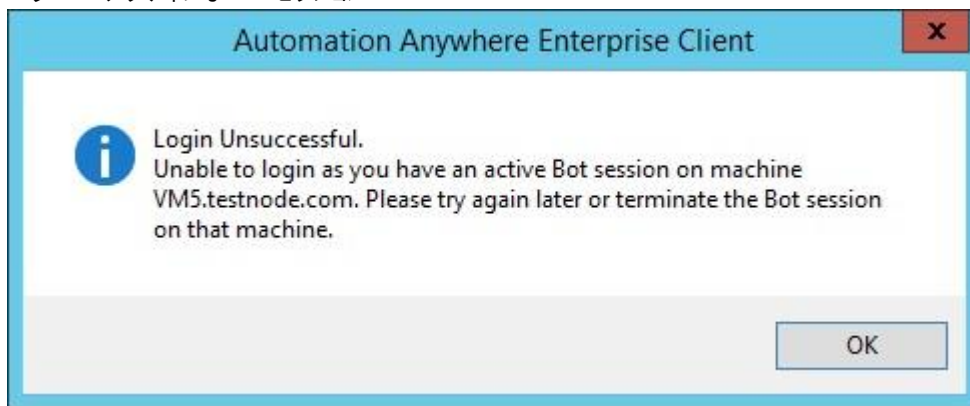 Automation Anywhere Enterprise Client
x
Login Unsuccessful.
Unable to login as you have an active Bot session on machine
VM5.testnode.com. Please try again later or terminate the Bot session
on that machine.
OK